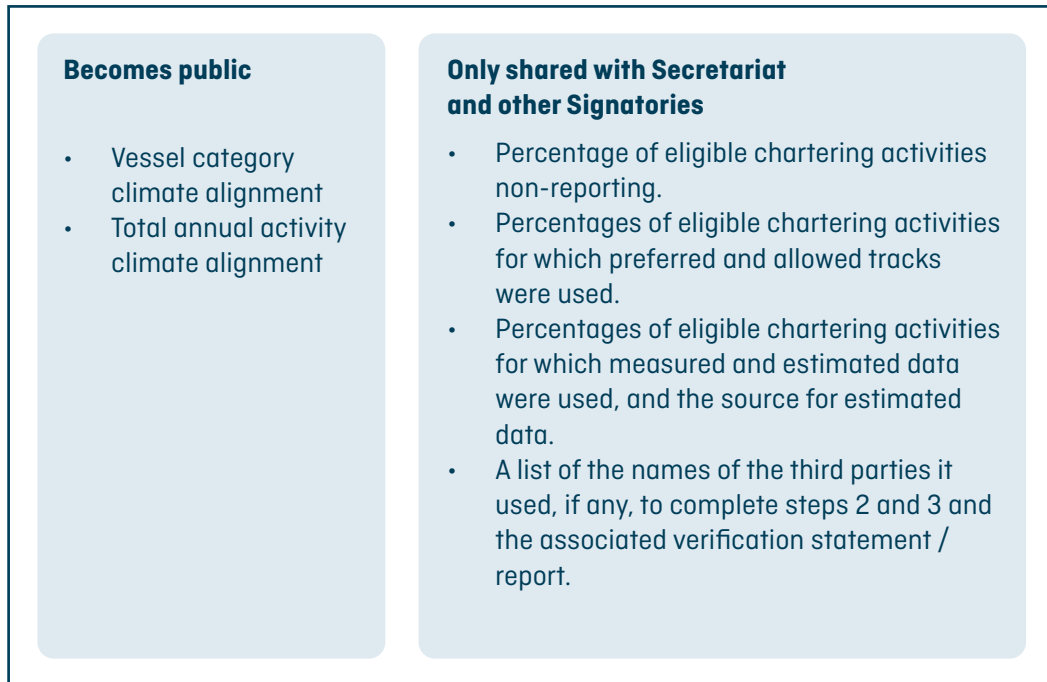 Becomes public
• Vessel category
climate alignment
• Total annual activity
climate alignment
Only shared with Secretariat
and other Signatories
• Percentage of eligible chartering activities
non-reporting.
• Percentages of eligible chartering activities
for which preferred and allowed tracks
were used.
• Percentages of eligible chartering activities
for which measured and estimated data
were used, and the source for estimated
data.
• A list of the names of the third parties it
used, if any, to complete steps 2 and 3 and
the associated verification statement /
report.